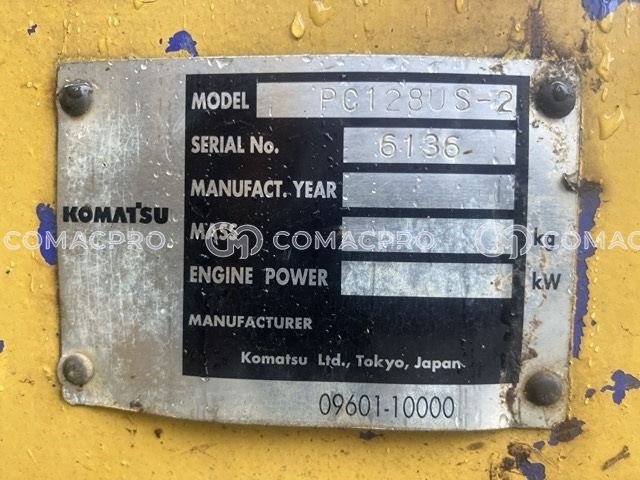 MODEL PC128US-2
SERIAL No. 6136
MANUFACT. YEAR
KOMATSU
MASS kg
COMACPRO COMACPRO. COMACPRO
ENGINE POWER kW
MANUFACTURER
Komatsu Ltd., Tokyo, Japan
09601-10000